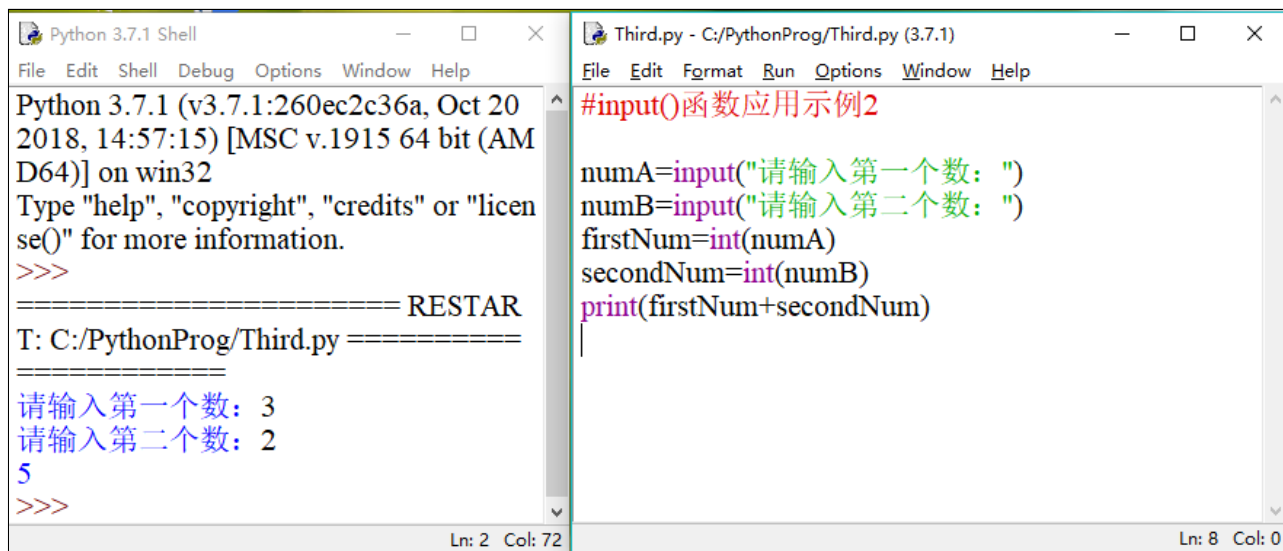 Python 3.7.1 Shell
File Edit Shell Debug Options Window Help
Python 3.7.1 (v3.7.1:260ec2c36a, Oct 20
2018, 14:57:15) [MSC v.1915 64 bit (AM
D64)] on win32
Type "help", "copyright", "credits" or "licen
se()" for more information.
>>>
======================= RESTAR
T: C:/PythonProg/Third.py ===========
=============
请输入第一个数：3
请输入第二个数：2
5
>>>
Ln: 2 Col: 72
Third.py - C:/PythonProg/Third.py (3.7.1)
File Edit Format Run Options Window Help
#input()函数应用示例2
numA=input("请输入第一个数：")
numB=input("请输入第二个数：")
firstNum=int(numA)
secondNum=int(numB)
print(firstNum+secondNum)
Ln: 8 Col: 0